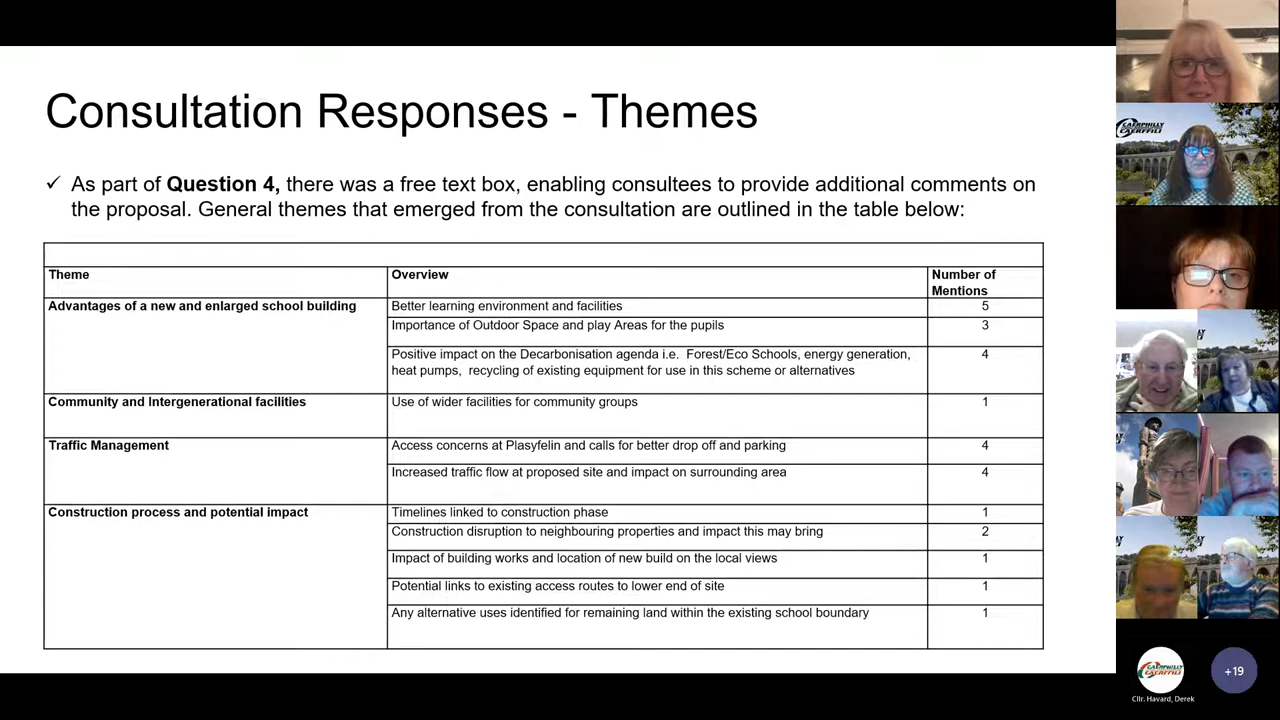 Consultation Responses - Themes
✓ As part of Question 4, there was a free text box, enabling consultees to provide additional comments on
the proposal. General themes that emerged from the consultation are outlined in the table below:
Theme Overview Number of
Mentions
Advantages of a new and enlarged school building Better learning environment and facilities 5
Importance of Outdoor Space and play Areas for the pupils 3
Positive impact on the Decarbonisation agenda i.e. Forest/Eco Schools, energy generation, 4
heat pumps, recycling of existing equipment for use in this scheme or alternatives
Community and Intergenerational facilities Use of wider facilities for community groups 1
Traffic Management Access concerns at Plasyfelin and calls for better drop off and parking 4
Increased traffic flow at proposed site and impact on surrounding area 4
Construction process and potential impact Timelines linked to construction phase 1
Construction disruption to neighbouring properties and impact this may bring 2
Impact of building works and location of new build on the local views 1
Potential links to existing access routes to lower end of site 1
Any alternative uses identified for remaining land within the existing school boundary 1
CAERPHILLY
CAERFFILI
CAERPHILLY
CAERFFILI
+19
Cllr. Havard, Derek